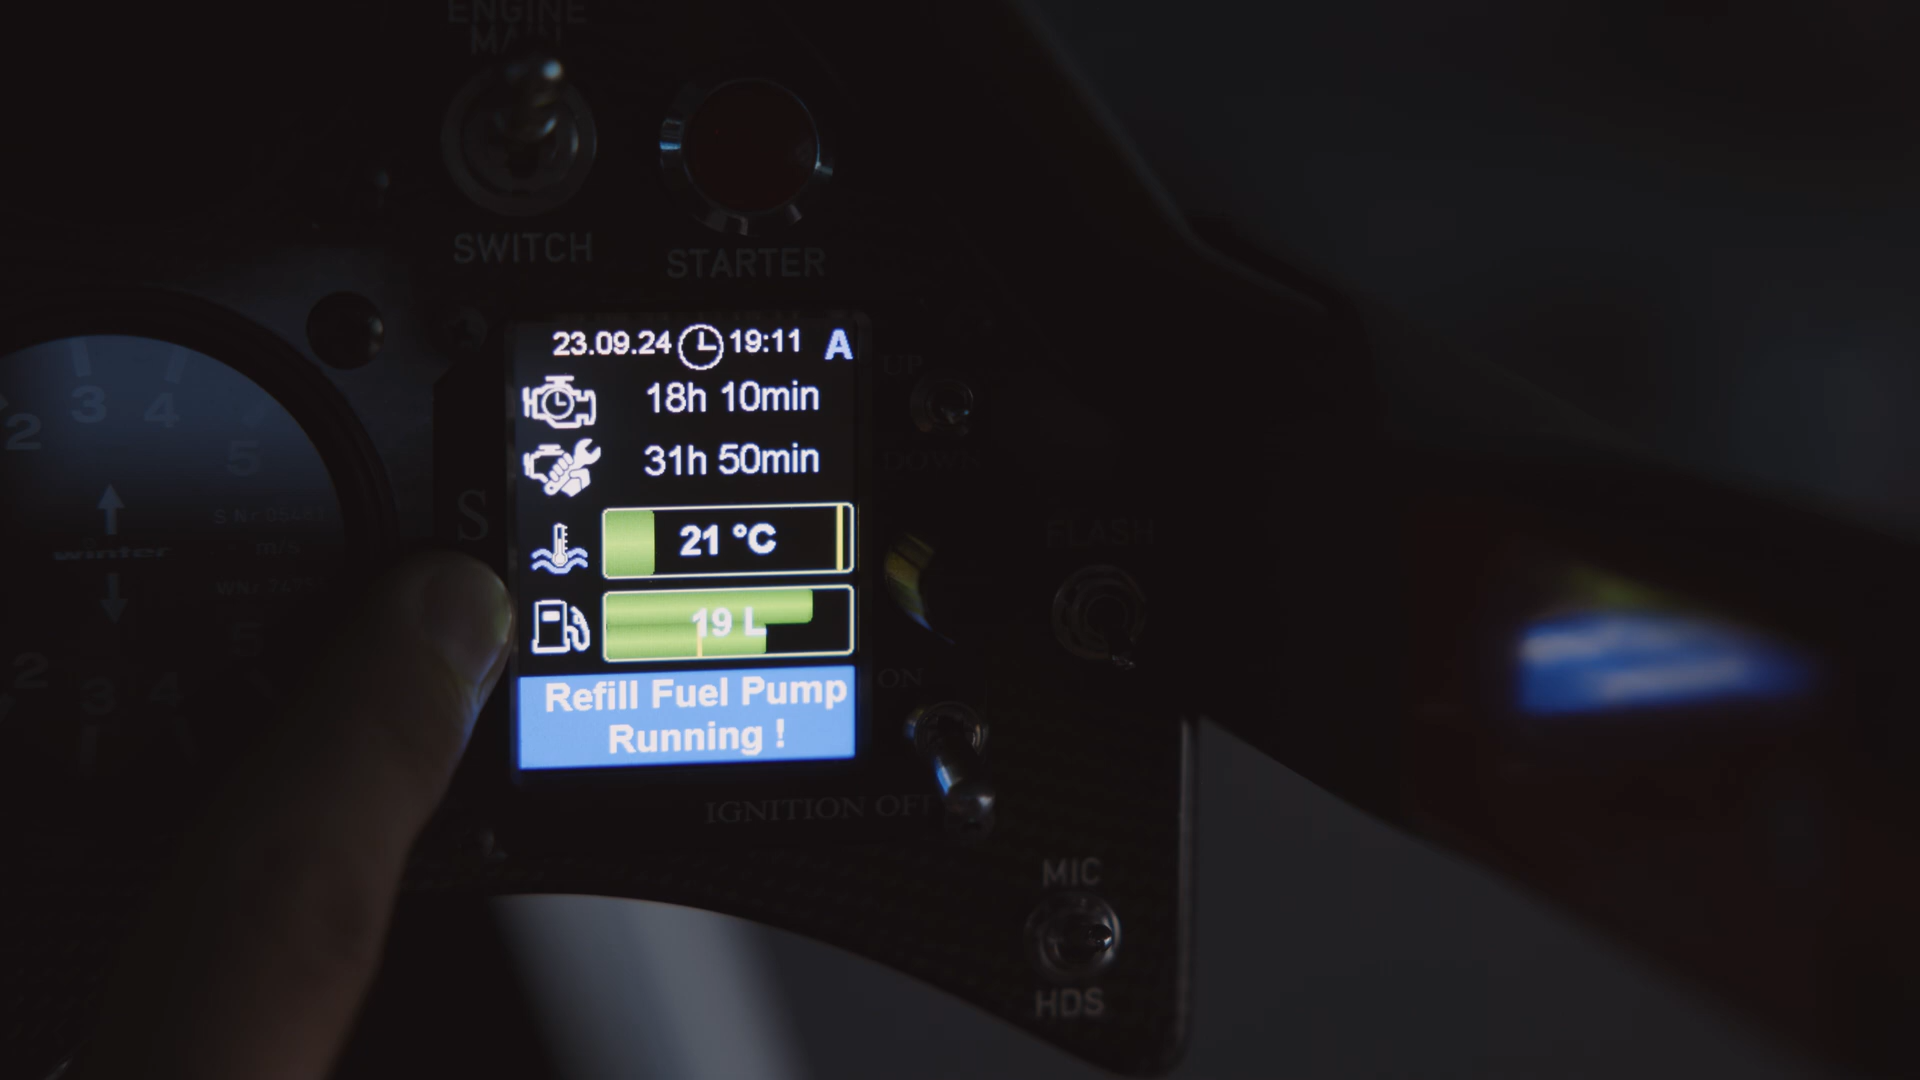 ENGINE
MAIN
SWITCH
STARTER
23.09.24 19:11 A
18h 10min
31h 50min
21 °C
19 L
Refill Fuel Pump
Running !
UP
DOWN
S
FLASH
ON
IGNITION OFF
MIC
HDS
2 3 4 5
winter
m/s
2 3 4 5